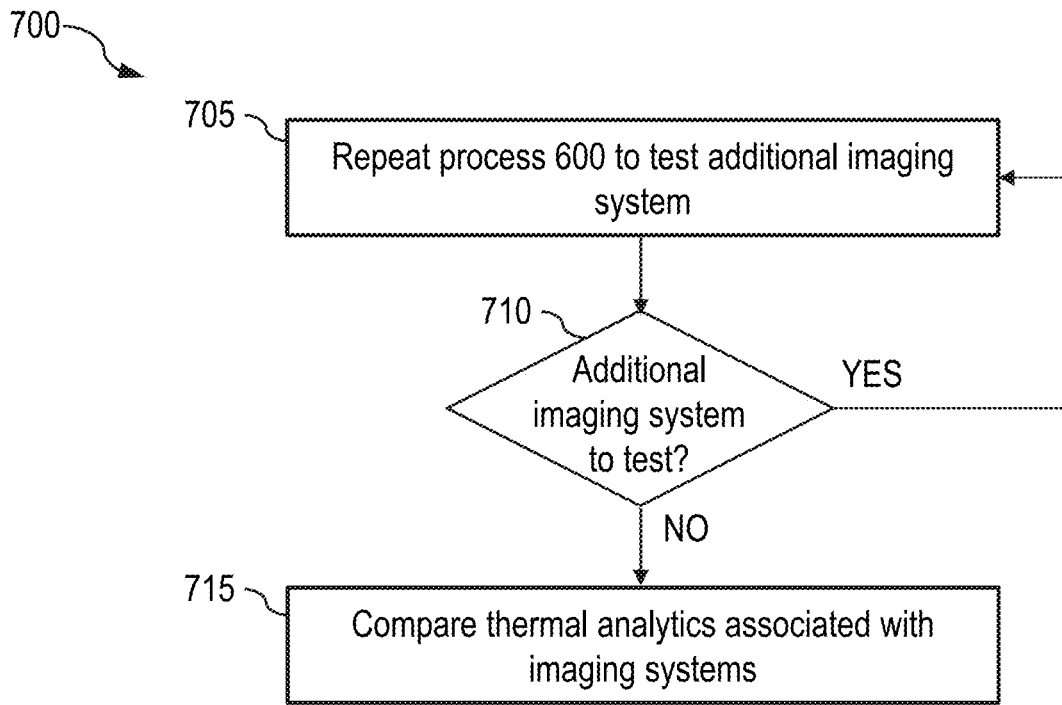 700
705
Repeat process 600 to test additional imaging
system
710
Additional
imaging system
to test?
YES
NO
715
Compare thermal analytics associated with
imaging systems